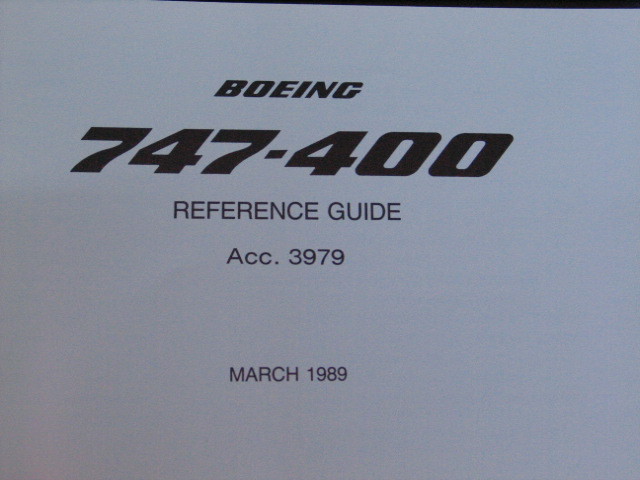 BOEING
747-400
REFERENCE GUIDE
Acc. 3979
MARCH 1989